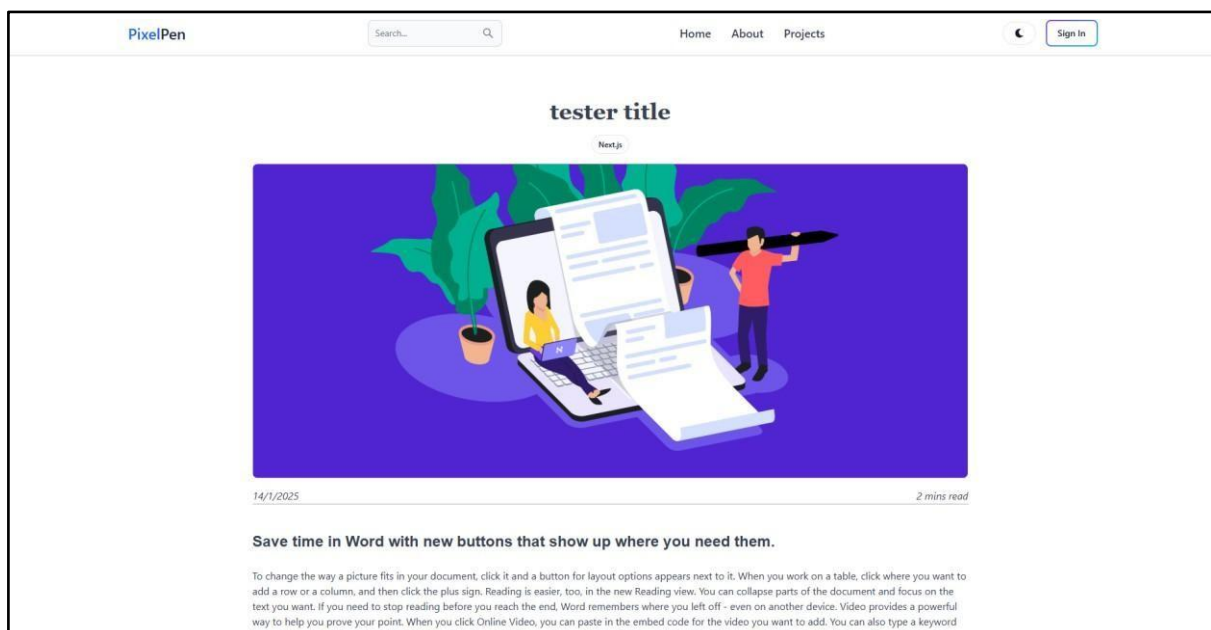 PixelPen
Search...
Home About Projects
Sign In
tester title
Next.js
N
14/1/2025
2 mins read
Save time in Word with new buttons that show up where you need them.
To change the way a picture fits in your document, click it and a button for layout options appears next to it. When you work on a table, click where you want to
add a row or a column, and then click the plus sign. Reading is easier, too, in the new Reading view. You can collapse parts of the document and focus on the
text you want. If you need to stop reading before you reach the end, Word remembers where you left off - even on another device. Video provides a powerful
way to help you prove your point. When you click Online Video, you can paste in the embed code for the video you want to add. You can also type a keyword